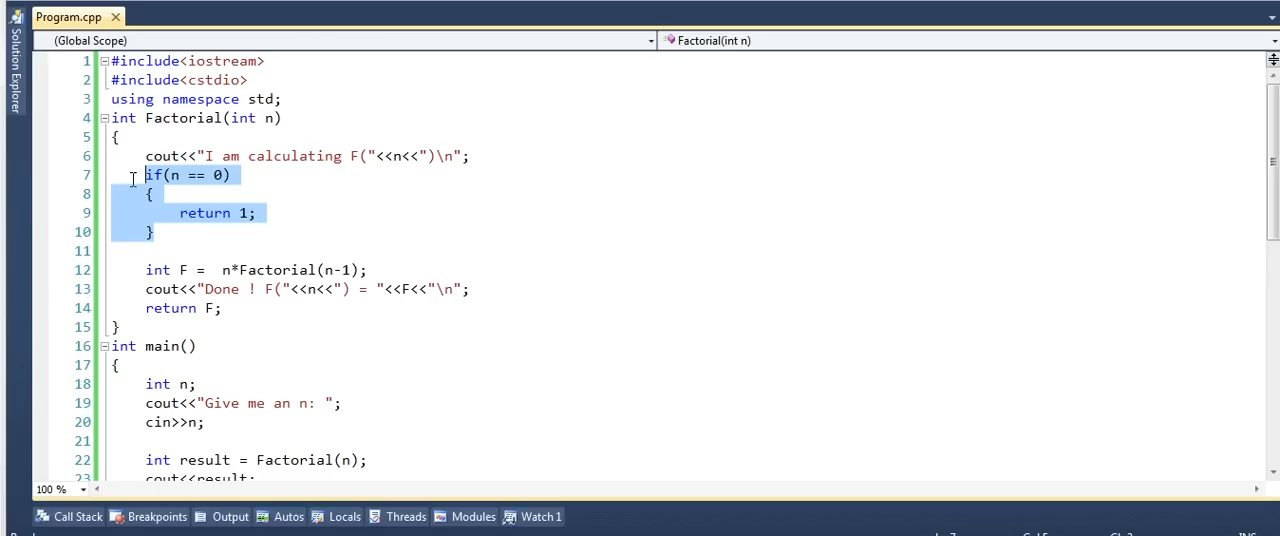 Program.cpp
Solution Explorer
(Global Scope)
Factorial(int n)
1 #include<iostream>
2 #include<cstdio>
3 using namespace std;
4 int Factorial(int n)
5 {
6 cout<<"I am calculating F("<<n<<")\n";
7 if(n == 0)
8 {
9 return 1;
10 }
11
12 int F =  n*Factorial(n-1);
13 cout<<"Done ! F("<<n<<") = "<<F<<"\n";
14 return F;
15 }
16 int main()
17 {
18 int n;
19 cout<<"Give me an n: ";
20 cin>>n;
21
22 int result = Factorial(n);
23 cout<<result;
100 %
Call Stack Breakpoints Output Autos Locals Threads Modules Watch 1